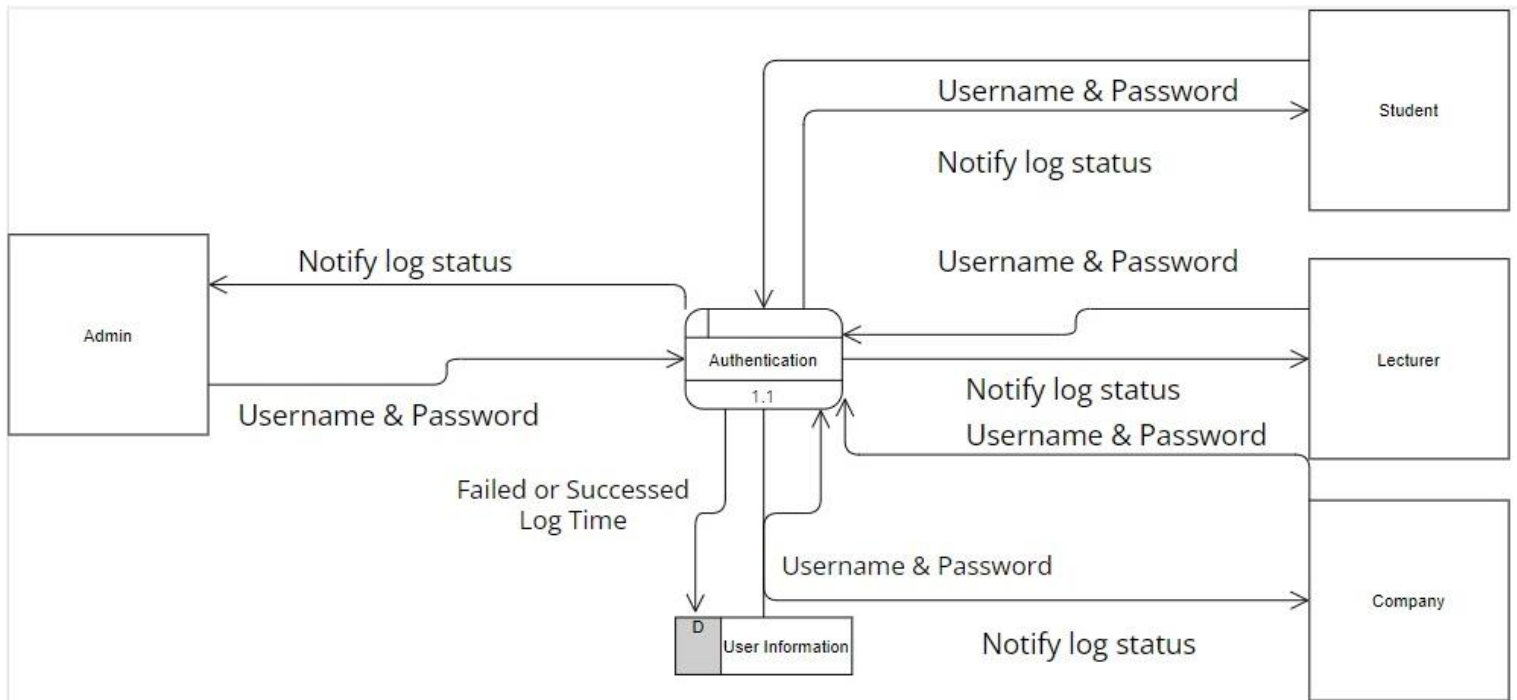 Username & Password
Student
Notify log status
Notify log status
Username & Password
Admin
Authentication
Lecturer
1.1
Notify log status
Username & Password
Username & Password
Failed or Successed
Log Time
Username & Password
Company
D
User Information
Notify log status